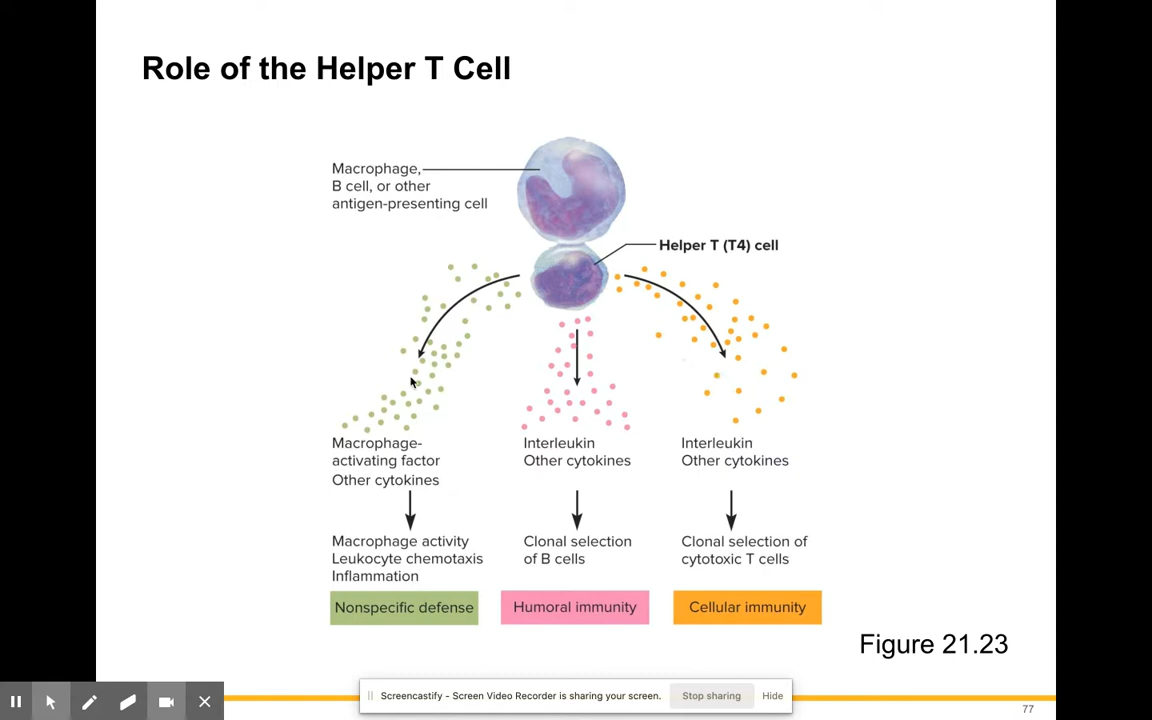 Role of the Helper T Cell
Macrophage,
B cell, or other
antigen-presenting cell
Helper T (T4) cell
Macrophage-
activating factor
Other cytokines
Interleukin
Other cytokines
Interleukin
Other cytokines
Macrophage activity
Leukocyte chemotaxis
Inflammation
Clonal selection
of B cells
Clonal selection of
cytotoxic T cells
Nonspecific defense
Humoral immunity
Cellular immunity
Figure 21.23
Screencastify - Screen Video Recorder is sharing your screen.
Stop sharing
Hide
77